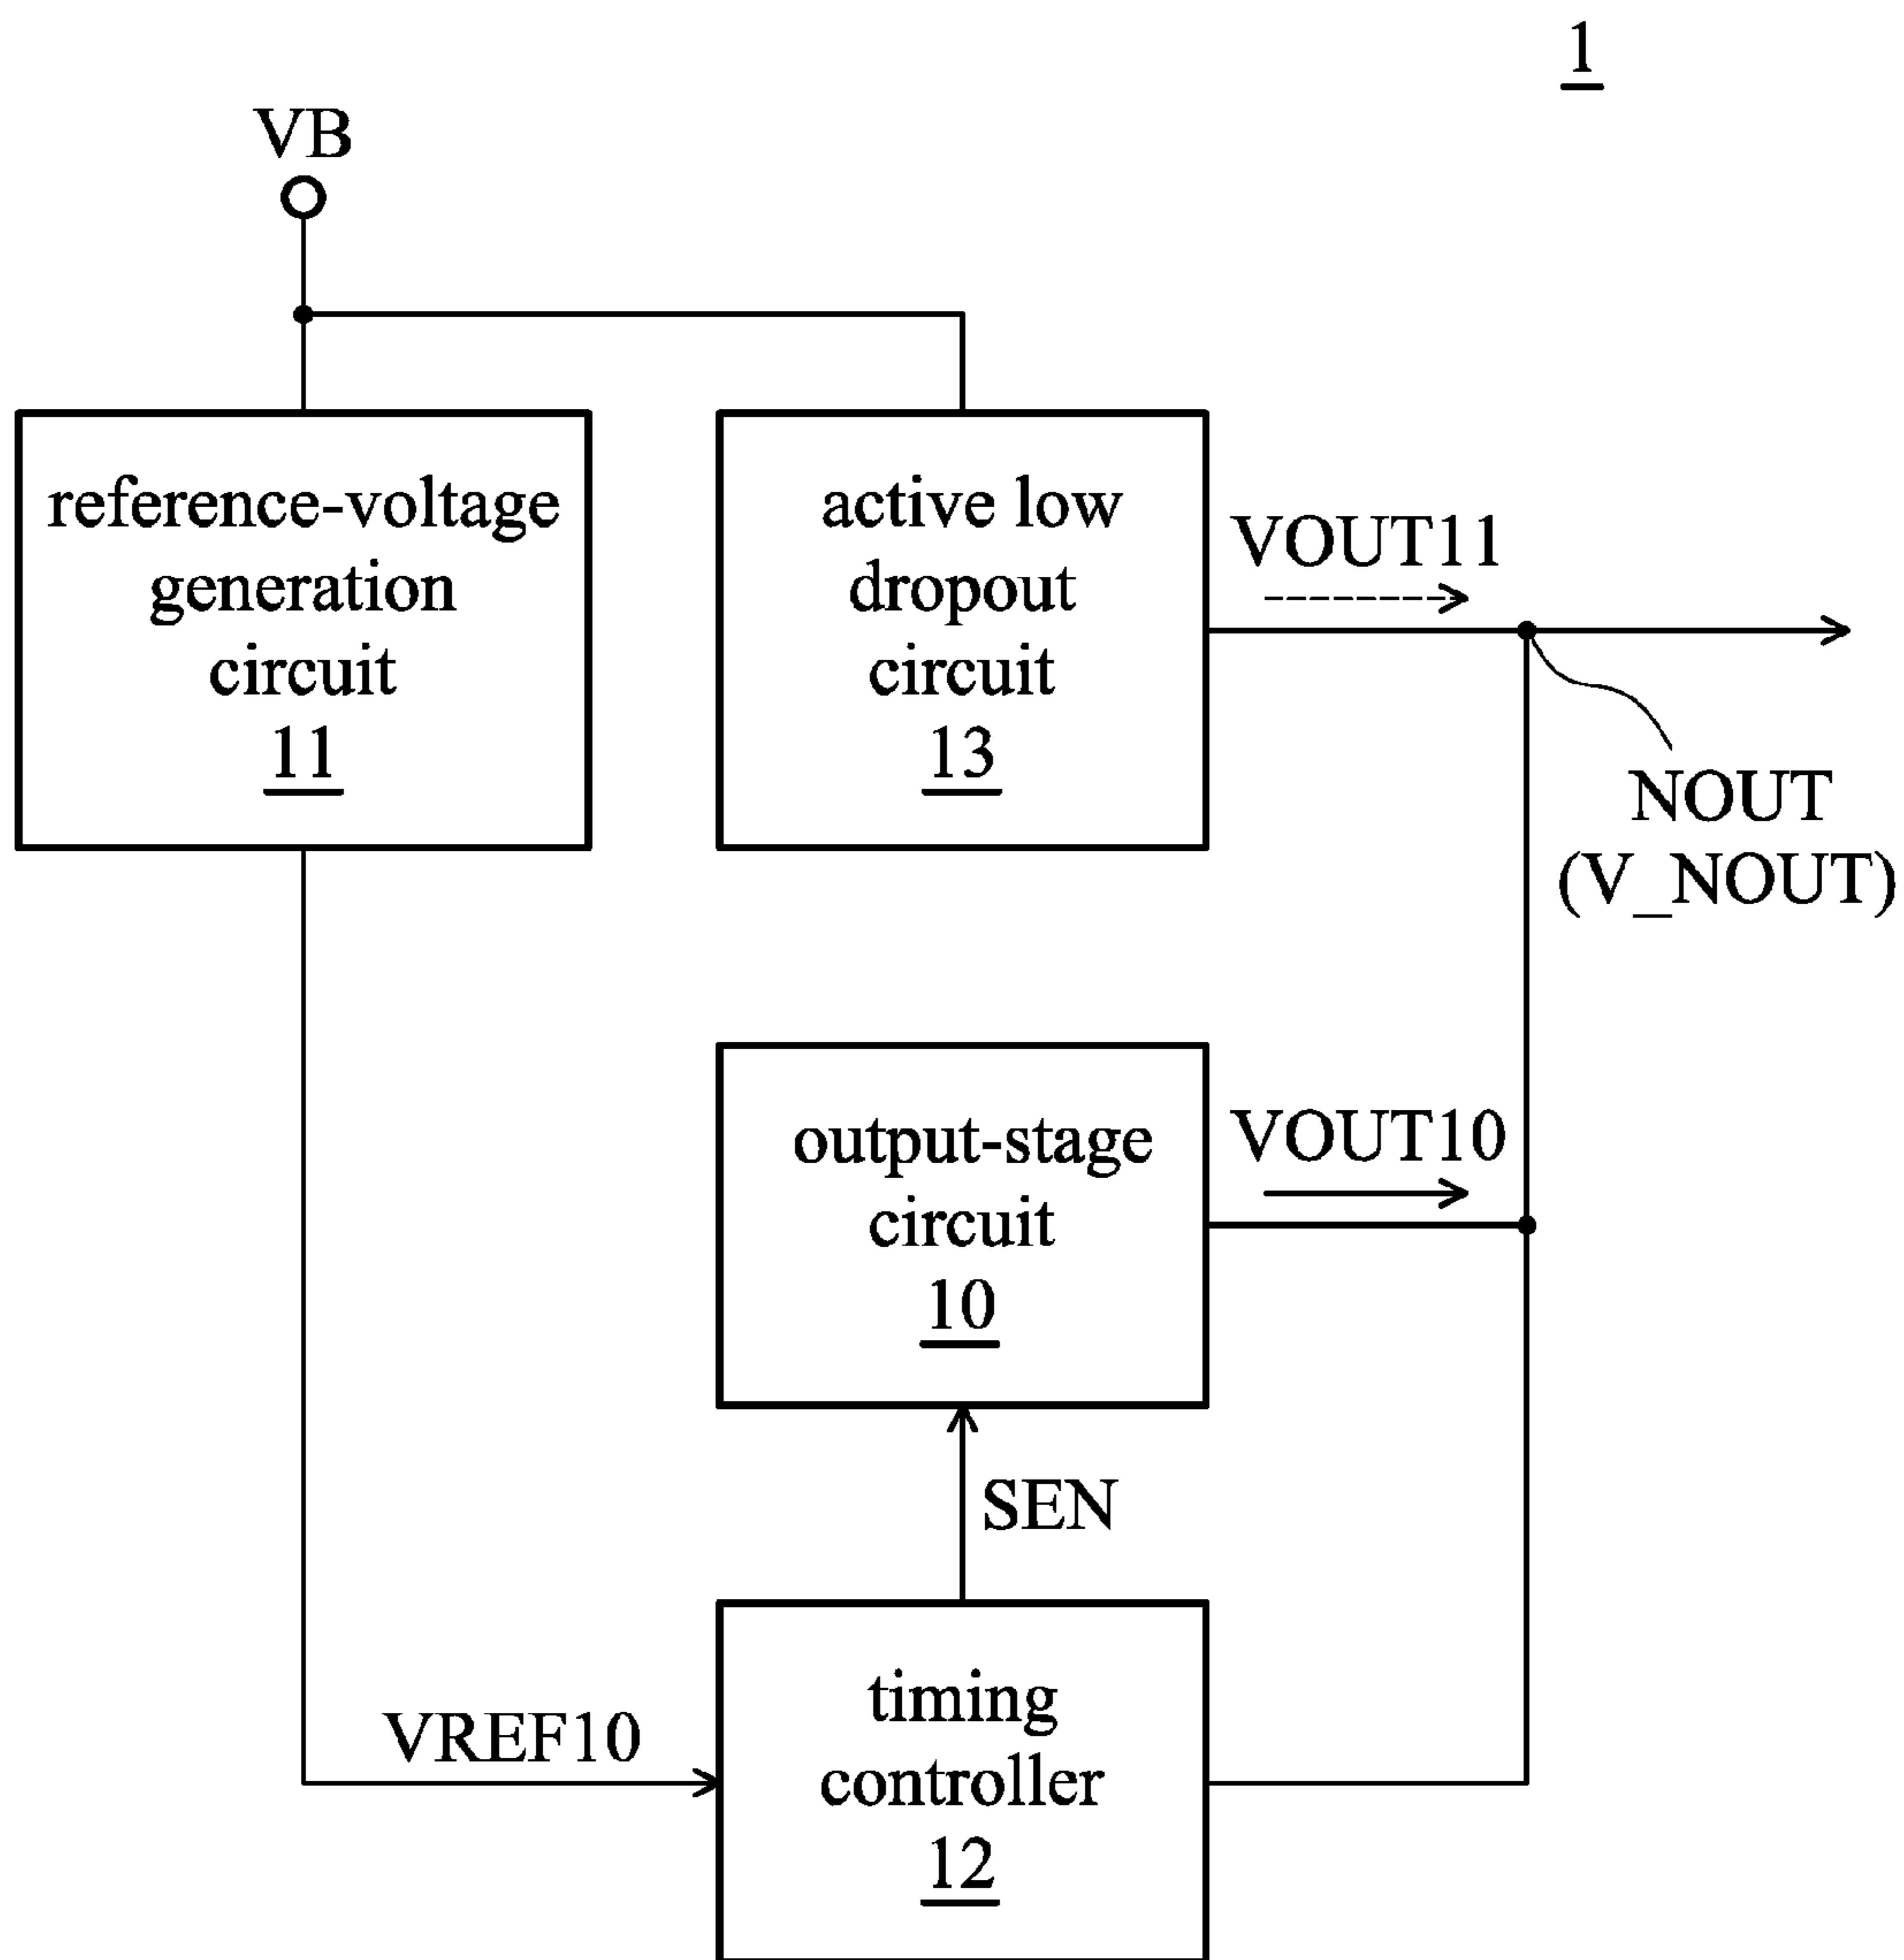 1
VB
reference-voltage
generation
circuit
11
active low
dropout
circuit
13
VOUT11
NOUT
(V_NOUT)
output-stage
circuit
10
VOUT10
SEN
VREF10
timing
controller
12